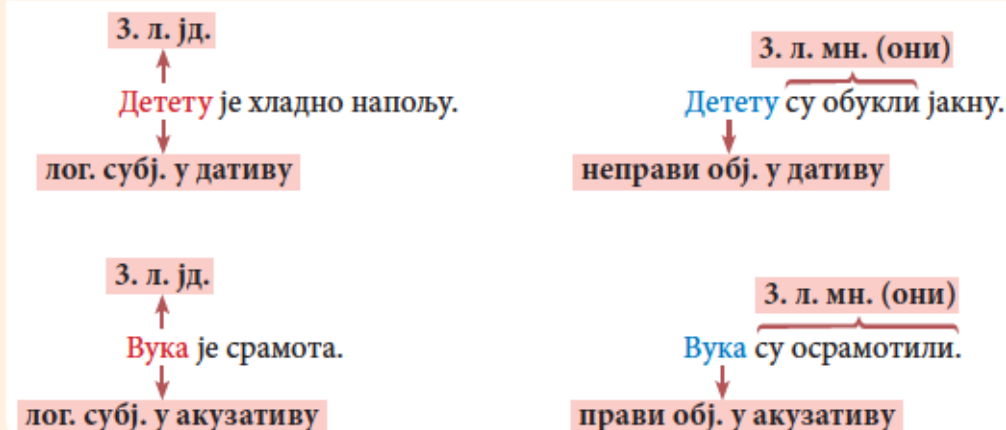 3. л. јд.
Детету је хладно напољу.
лог. субј. у дативу
3. л. мн. (они)
Детету су обукли јакну.
неправи обј. у дативу
3. л. јд.
Вука је срамота.
лог. субј. у акузативу
3. л. мн. (они)
Вука су осрамотили.
прави обј. у акузативу